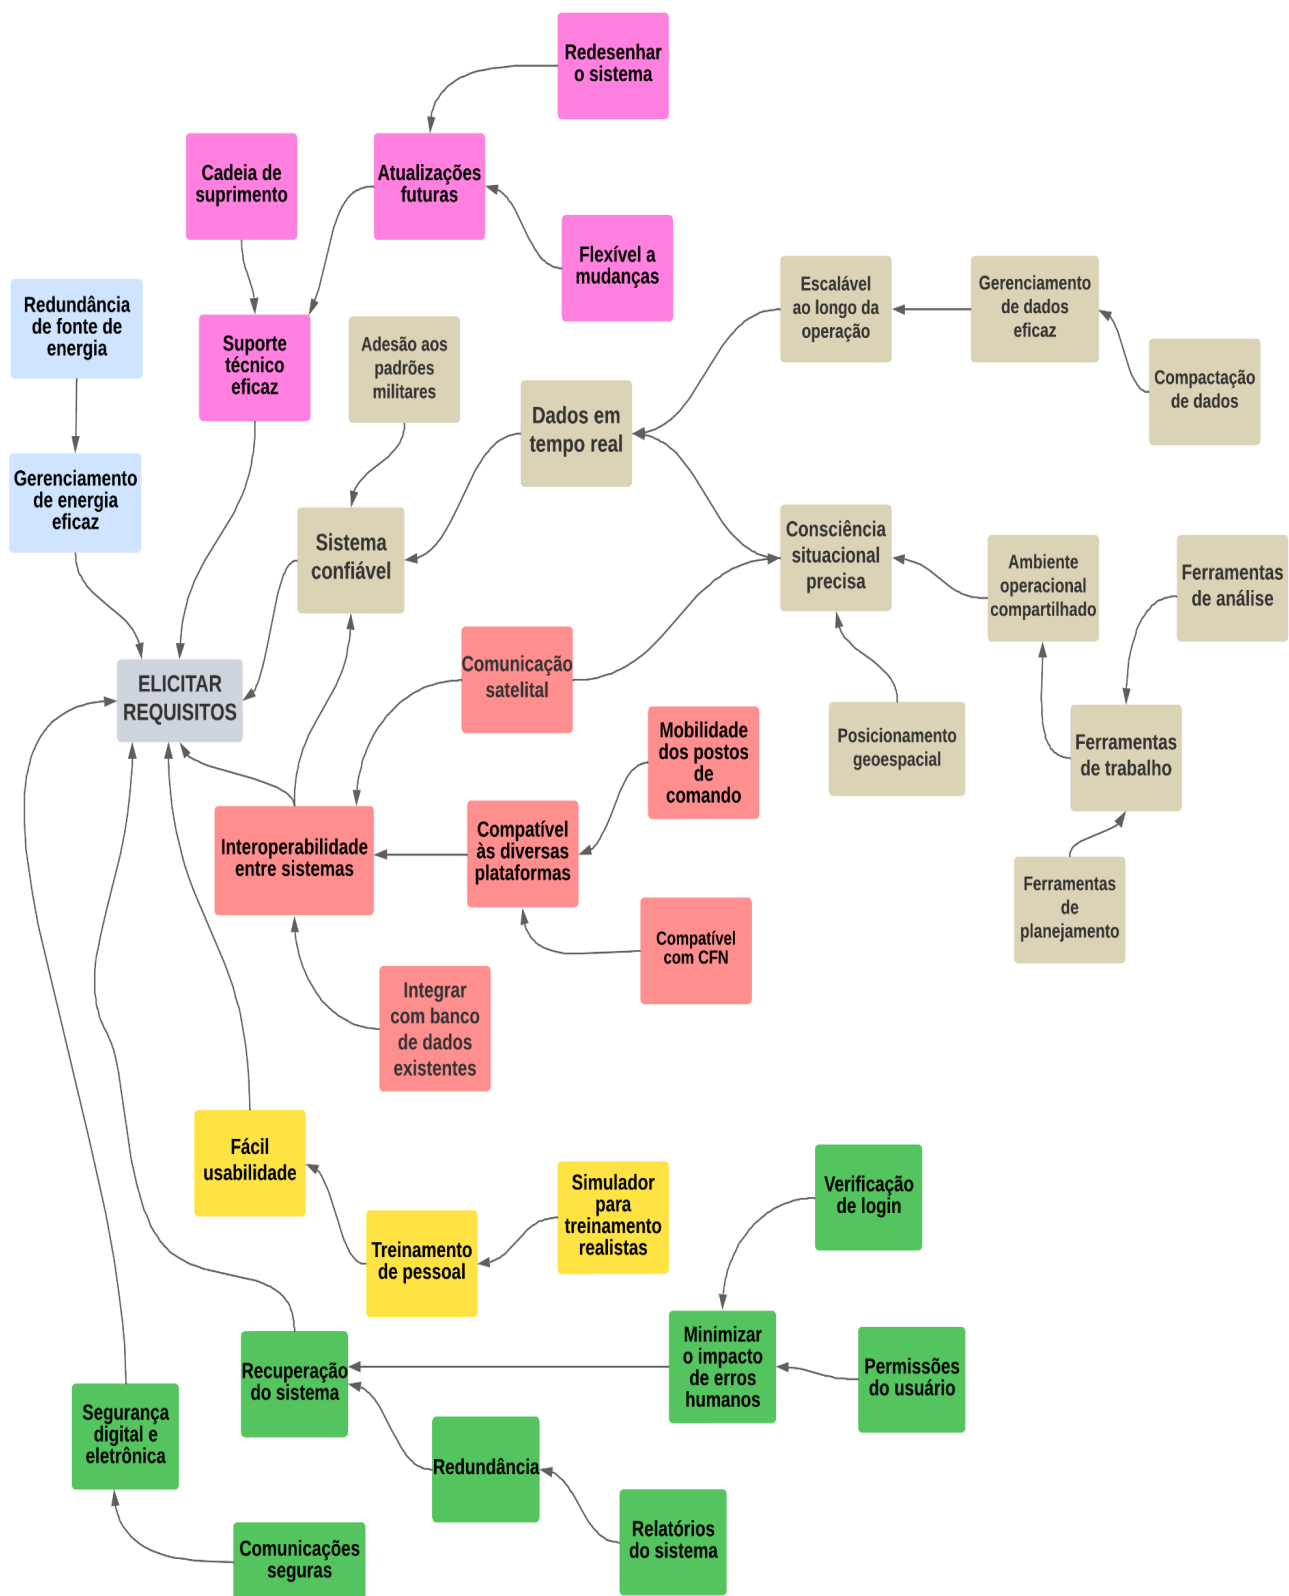 Redesenhar
o sistema
Cadeia de
suprimento
Atualizações
futuras
Flexível a
mudanças
Redundância
de fonte de
energia
Suporte
técnico
eficaz
Adesão aos
padrões
militares
Escalável
ao longo da
operação
Gerenciamento
de dados
eficaz
Compactação
de dados
Dados em
tempo real
Gerenciamento
de energia
eficaz
Sistema
confiável
Consciência
situacional
precisa
Ambiente
operacional
compartilhado
Ferramentas
de análise
ELICITAR
REQUISITOS
Comunicação
satelital
Posicionamento
geoespacial
Ferramentas
de trabalho
Mobilidade
dos postos
de
comando
Interoperabilidade
entre sistemas
Compatível
às diversas
plataformas
Ferramentas
de
planejamento
Compatível
com CFN
Integrar
com banco
de dados
existentes
Fácil
usabilidade
Treinamento
de pessoal
Simulador
para
treinamento
realistas
Verificação
de login
Recuperação
do sistema
Minimizar
o impacto
de erros
humanos
Permissões
do usuário
Segurança
digital e
eletrônica
Redundância
Relatórios
do sistema
Comunicações
seguras